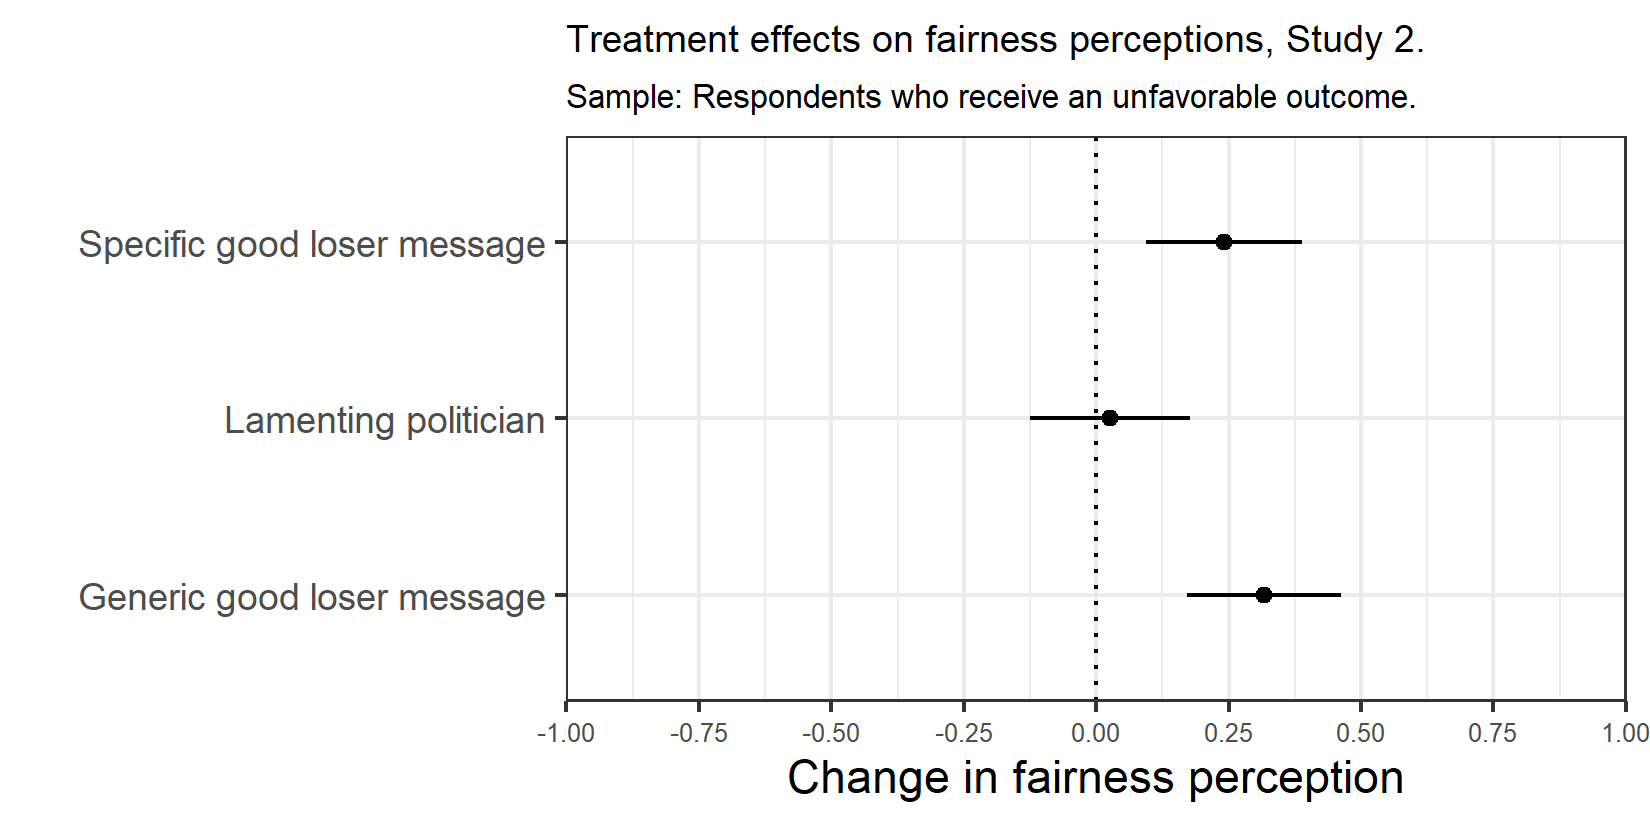 Treatment effects on fairness perceptions, Study 2.
Sample: Respondents who receive an unfavorable outcome.
Specific good loser message
Lamenting politician
Generic good loser message
-1.00 -0.75 -0.50 -0.25 0.00 0.25 0.50 0.75 1.00
Change in fairness perception